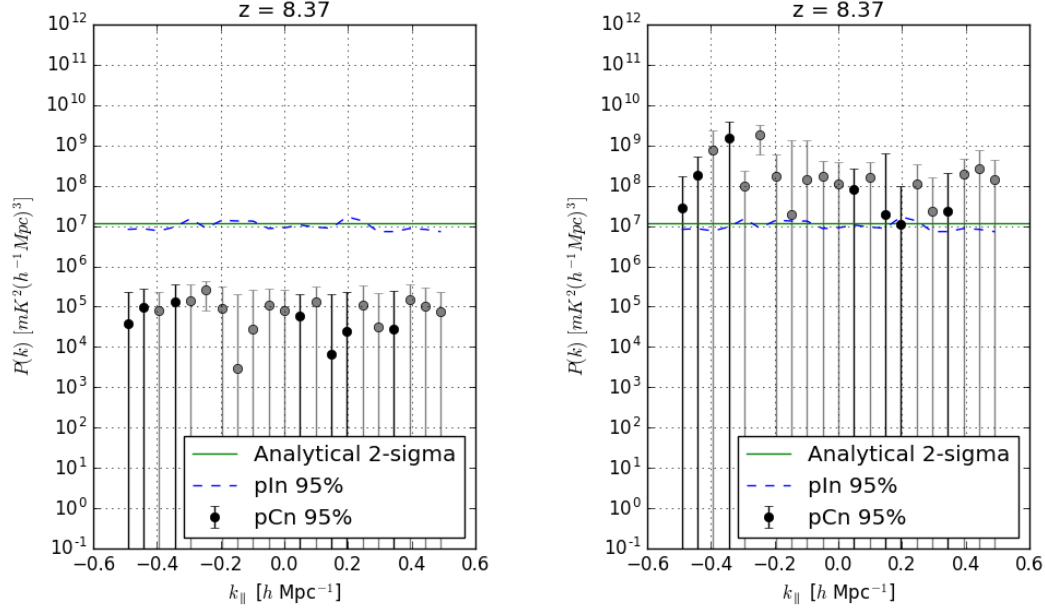 z = 8.37
10^12
10^11
10^10
10^9
10^8
10^7
10^6
10^5
10^4
10^3
10^2
10^1
10^0
10^-1
P(k) [mK^2(h^-1Mpc)^3]
Analytical 2-sigma
pIn 95%
pCn 95%
−0.6 −0.4 −0.2 0.0 0.2 0.4 0.6
k_∥ [h Mpc^-1]
z = 8.37
10^12
10^11
10^10
10^9
10^8
10^7
10^6
10^5
10^4
10^3
10^2
10^1
10^0
10^-1
P(k) [mK^2(h^-1Mpc)^3]
Analytical 2-sigma
pIn 95%
pCn 95%
−0.6 −0.4 −0.2 0.0 0.2 0.4 0.6
k_∥ [h Mpc^-1]